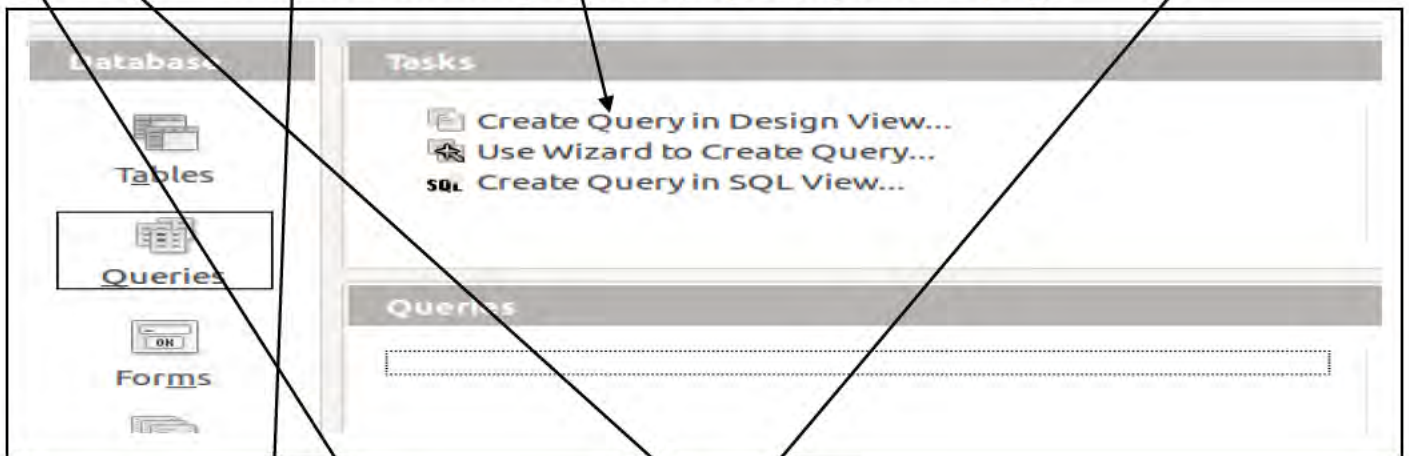 Database
Tasks
Create Query in Design View...
Use Wizard to Create Query...
SQL Create Query in SQL View...
Tables
Queries
Queries
ON
Forms